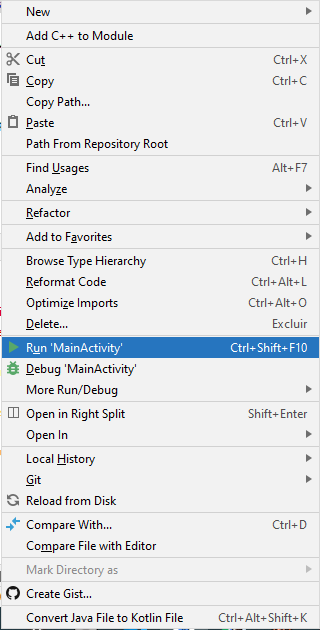 New
Add C++ to Module
Cut Ctrl+X
Copy Ctrl+C
Copy Path...
Paste Ctrl+V
Path From Repository Root
Find Usages Alt+F7
Analyze
Refactor
Add to Favorites
Browse Type Hierarchy Ctrl+H
Reformat Code Ctrl+Alt+L
Optimize Imports Ctrl+Alt+O
Delete... Excluir
Run 'MainActivity' Ctrl+Shift+F10
Debug 'MainActivity'
More Run/Debug
Open in Right Split Shift+Enter
Open In
Local History
Git
Reload from Disk
Compare With... Ctrl+D
Compare File with Editor
Mark Directory as
Create Gist...
Convert Java File to Kotlin File Ctrl+Alt+Shift+K